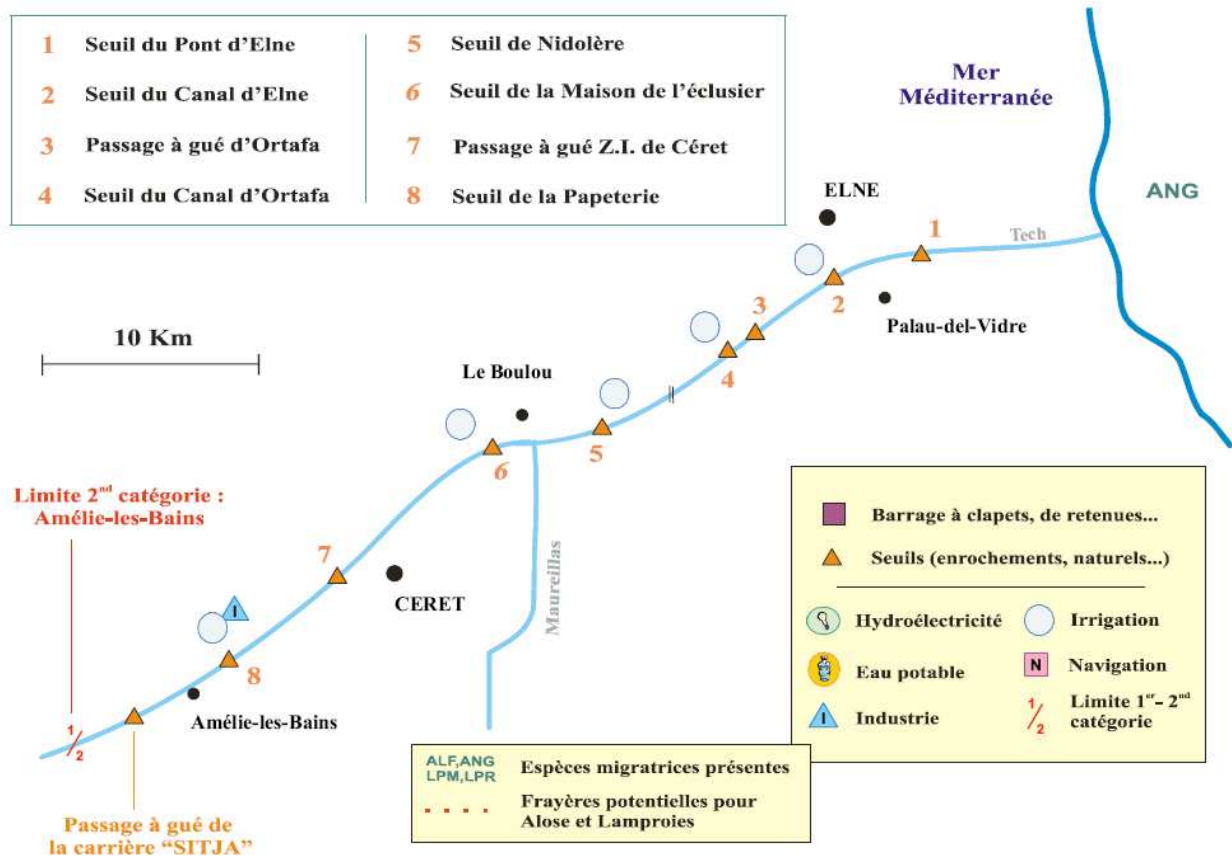 1 Seuil du Pont d'Elne
2 Seuil du Canal d'Elne
3 Passage à gué d'Ortafa
4 Seuil du Canal d'Ortafa
5 Seuil de Nidolère
6 Seuil de la Maison de l'éclusier
7 Passage à gué Z.I. de Céret
8 Seuil de la Papeterie
Mer
Méditerranée
ANG
ELNE
1
Tech
2
Palau-del-Vidre
3
4
10 Km
Le Boulou
5
6
Limite 2nd catégorie :
Amélie-les-Bains
7
CERET
Maureillas
I
8
Amélie-les-Bains
1/2
Passage à gué de
la carrière "SITJA"
Barrage à clapets, de retenues...
Seuils (enrochements, naturels...)
Hydroélectricité
Irrigation
Eau potable
N Navigation
I Industrie
1/2 Limite 1er- 2nd
catégorie
ALF,ANG
LPM,LPR
Espèces migratrices présentes
Frayères potentielles pour
Alose et Lamproies